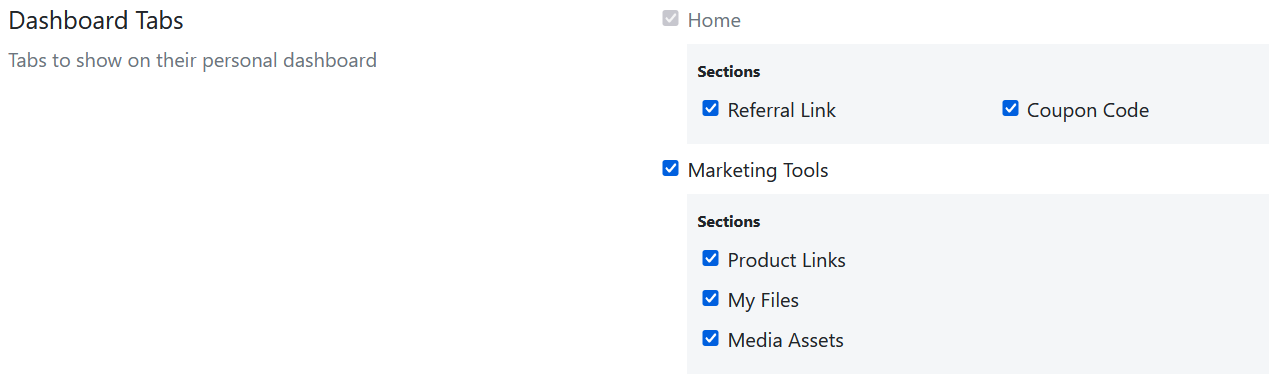 Dashboard Tabs
Tabs to show on their personal dashboard
Home
Sections
Referral Link
Coupon Code
Marketing Tools
Sections
Product Links
My Files
Media Assets